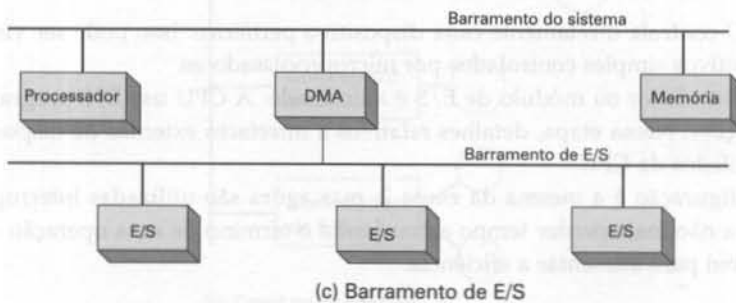 Barramento do sistema
Processador
DMA
Memória
Barramento de E/S
E/S
E/S
E/S
(c) Barramento de E/S